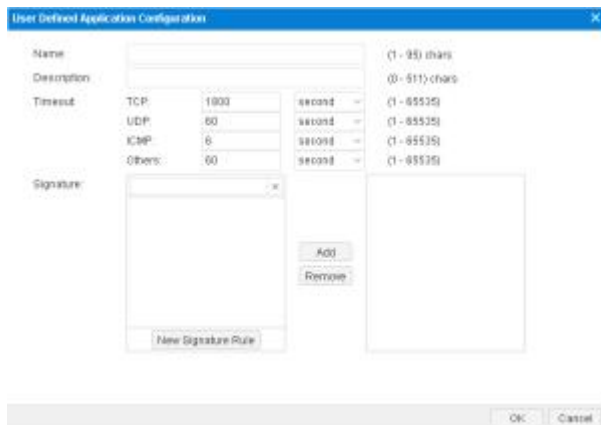 User Defined Application Configuration
Name (1 - 95) chars
Description (0 - 511) chars
Timeout TCP: 1800 second (1 - 65535)
UDP: 60 second (1 - 65535)
ICMP: 6 second (1 - 65535)
Others: 60 second (1 - 65535)
Signature:
Add
Remove
New Signature Rule
OK Cancel